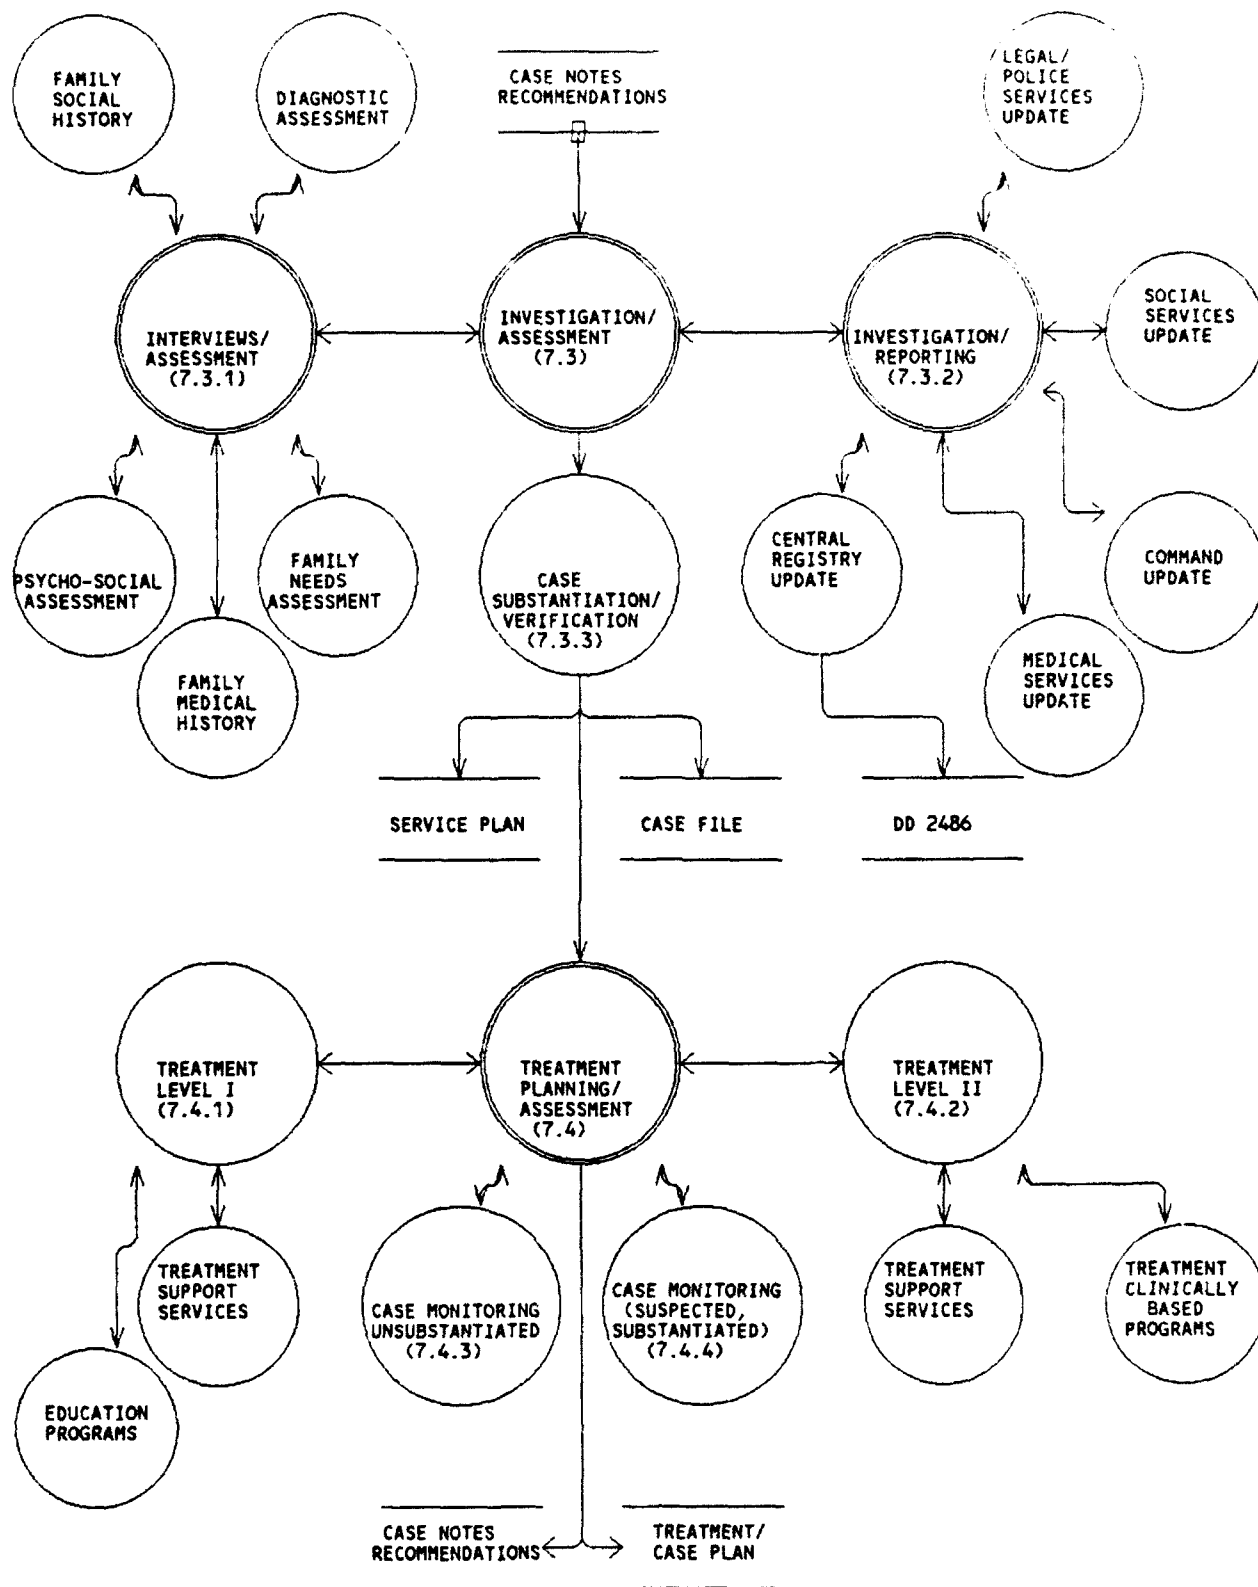 FAMILY
SOCIAL
HISTORY
DIAGNOSTIC
ASSESSMENT
CASE NOTES
RECOMMENDATIONS
LEGAL/
POLICE
SERVICES
UPDATE
INTERVIEWS/
ASSESSMENT
(7.3.1)
INVESTIGATION/
ASSESSMENT
(7.3)
INVESTIGATION/
REPORTING
(7.3.2)
SOCIAL
SERVICES
UPDATE
PSYCHO-SOCIAL
ASSESSMENT
FAMILY
NEEDS
ASSESSMENT
FAMILY
MEDICAL
HISTORY
CASE
SUBSTANTIATION/
VERIFICATION
(7.3.3)
CENTRAL
REGISTRY
UPDATE
COMMAND
UPDATE
MEDICAL
SERVICES
UPDATE
SERVICE PLAN
CASE FILE
DD 2486
TREATMENT
LEVEL I
(7.4.1)
TREATMENT
PLANNING/
ASSESSMENT
(7.4)
TREATMENT
LEVEL II
(7.4.2)
TREATMENT
SUPPORT
SERVICES
CASE MONITORING
UNSUBSTANTIATED
(7.4.3)
CASE MONITORING
(SUSPECTED,
SUBSTANTIATED)
(7.4.4)
TREATMENT
SUPPORT
SERVICES
TREATMENT
CLINICALLY
BASED
PROGRAMS
EDUCATION
PROGRAMS
CASE NOTES
RECOMMENDATIONS
TREATMENT/
CASE PLAN